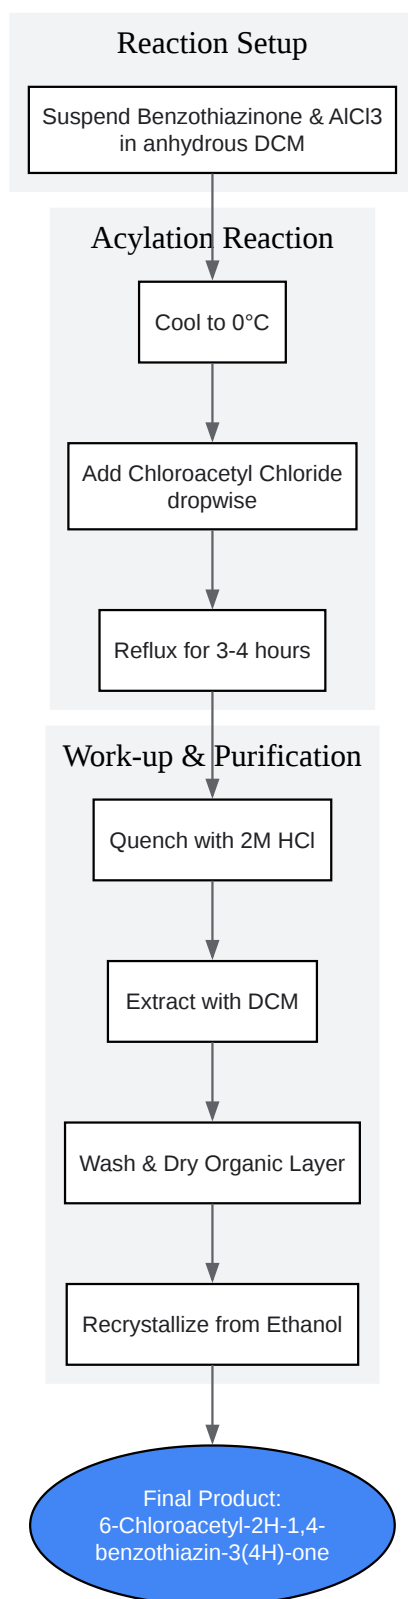 Reaction Setup
Suspend Benzothiazinone & AlCl3
in anhydrous DCM
Acylation Reaction
Cool to 0°C
Add Chloroacetyl Chloride
dropwise
Reflux for 3-4 hours
Work-up & Purification
Quench with 2M HCl
Extract with DCM
Wash & Dry Organic Layer
Recrystallize from Ethanol
Final Product:
6-Chloroacetyl-2H-1,4-
benzothiazin-3(4H)-one